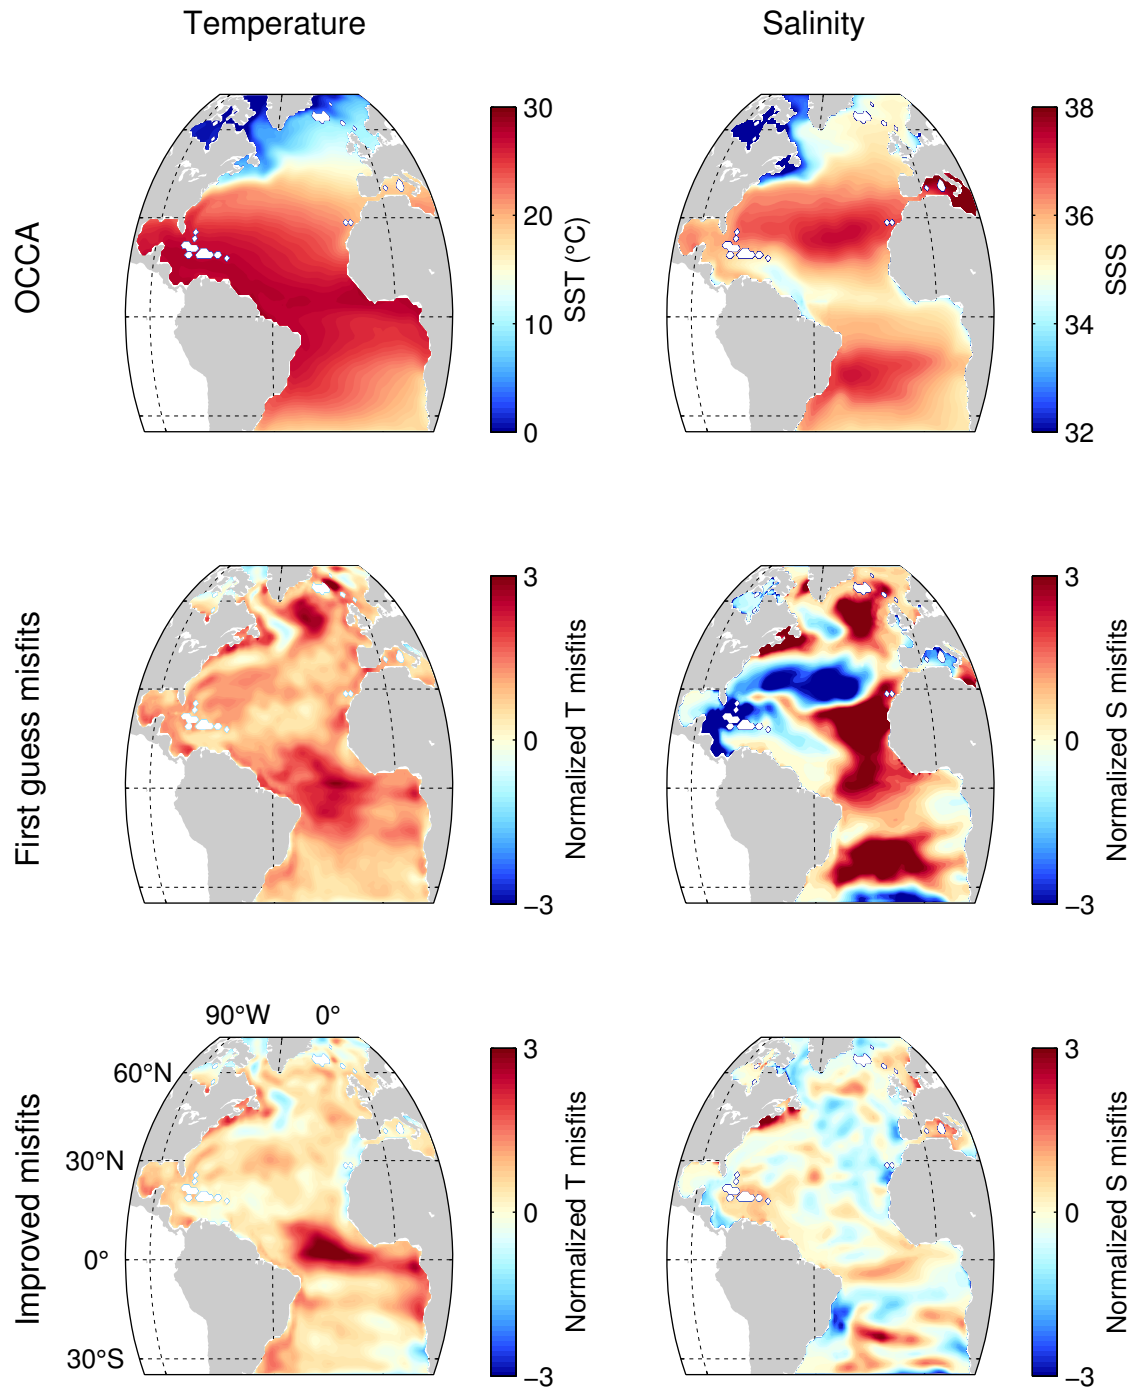 Temperature
Salinity
OCCA
30
20
10
0
SST (°C)
38
36
34
32
SSS
First guess misfits
3
0
−3
Normalized T misfits
3
0
−3
Normalized S misfits
Improved misfits
90°W
0°
60°N
30°N
0°
30°S
3
0
−3
Normalized T misfits
3
0
−3
Normalized S misfits